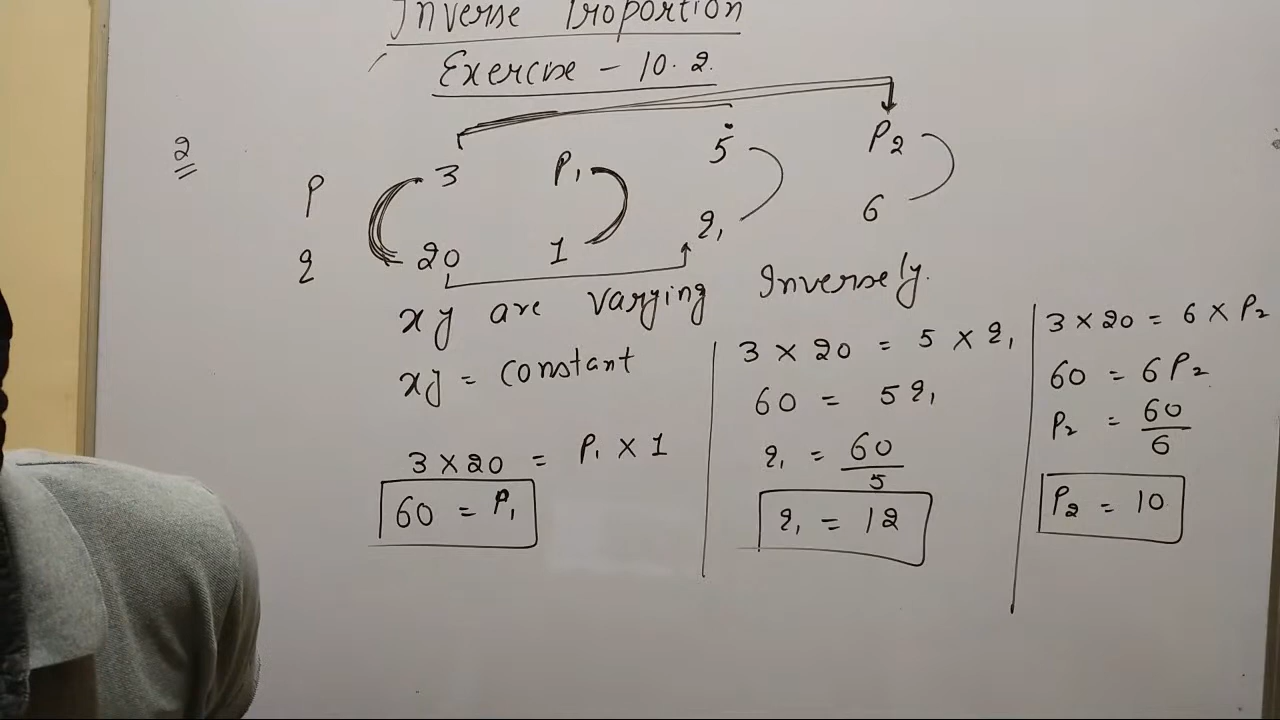 Inverse Proportion
Exercise - 10.2.
2
P 3 P₁ 5 P₂
q 20 1 q₁ 6
xy are varying Inversely.
xy = constant
3 × 20 = P₁ × 1
60 = P₁
3 × 20 = 5 × q₁
60 = 5q₁
q₁ = 60/5
q₁ = 12
3 × 20 = 6 × P₂
60 = 6P₂
P₂ = 60/6
P₂ = 10